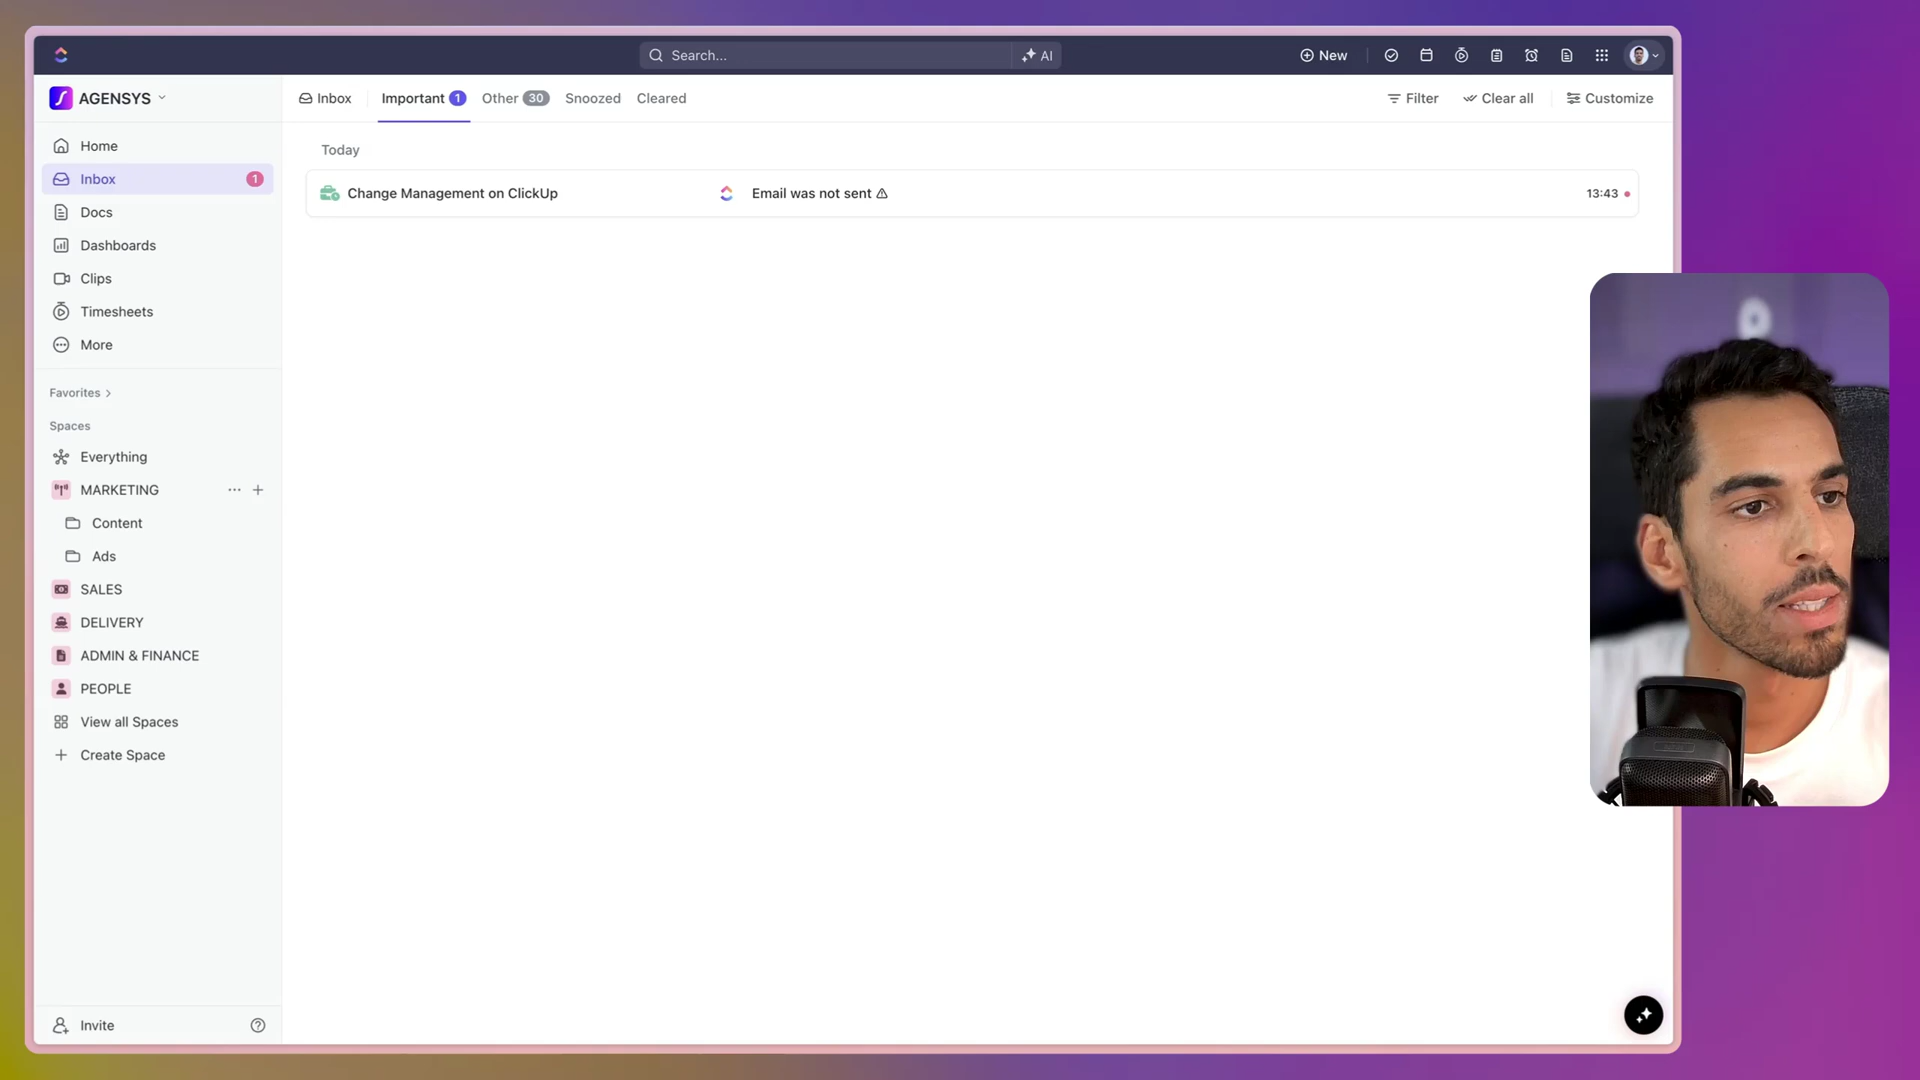 Search...
AI
New
AGENSYS
Inbox
Important 1
Other 30
Snoozed
Cleared
Filter
Clear all
Customize
Home
Inbox 1
Docs
Dashboards
Clips
Timesheets
More
Today
Change Management on ClickUp
Email was not sent ⚠
13:43
Favorites
Spaces
Everything
MARKETING
Content
Ads
SALES
DELIVERY
ADMIN & FINANCE
PEOPLE
View all Spaces
Create Space
Invite